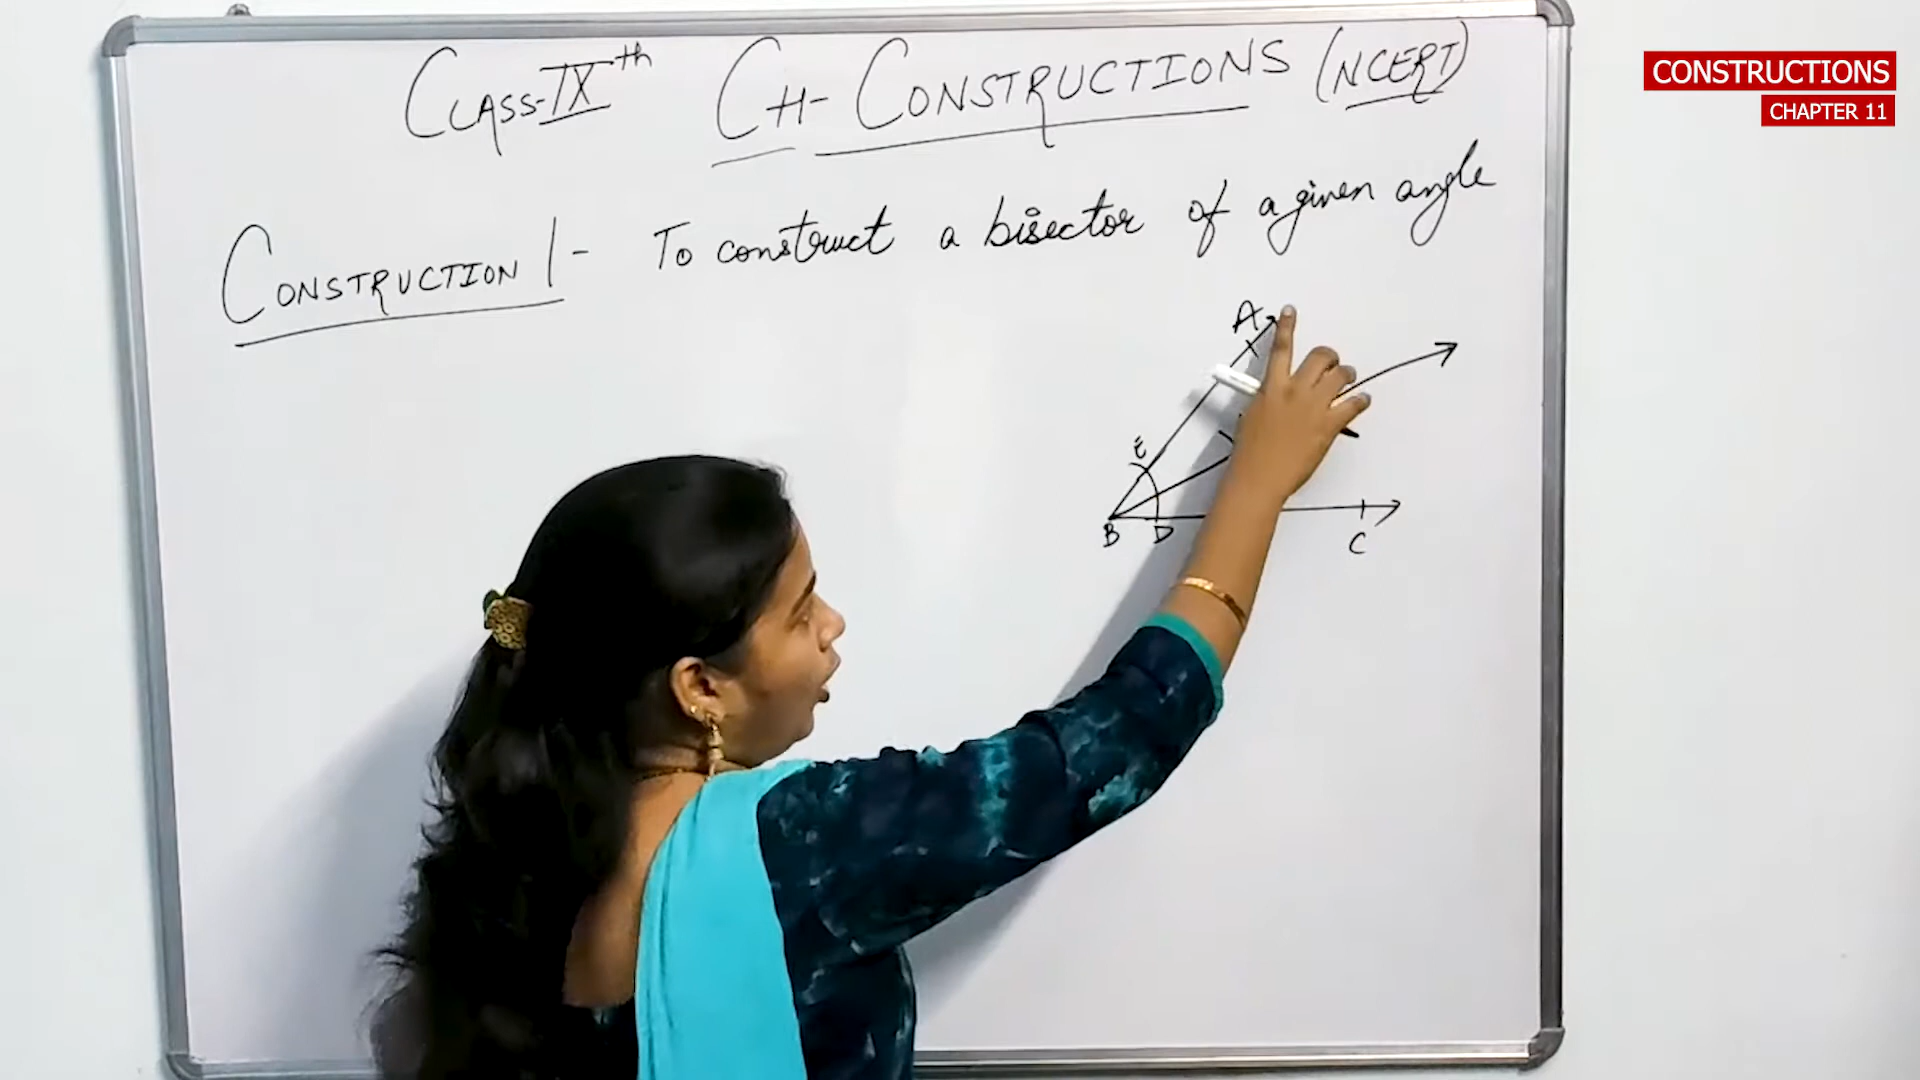 CLASS-IXth CH- CONSTRUCTIONS (NCERT)
CONSTRUCTIONS
CHAPTER 11
CONSTRUCTION 1- To construct a bisector of a given angle
A
E
B
D
C